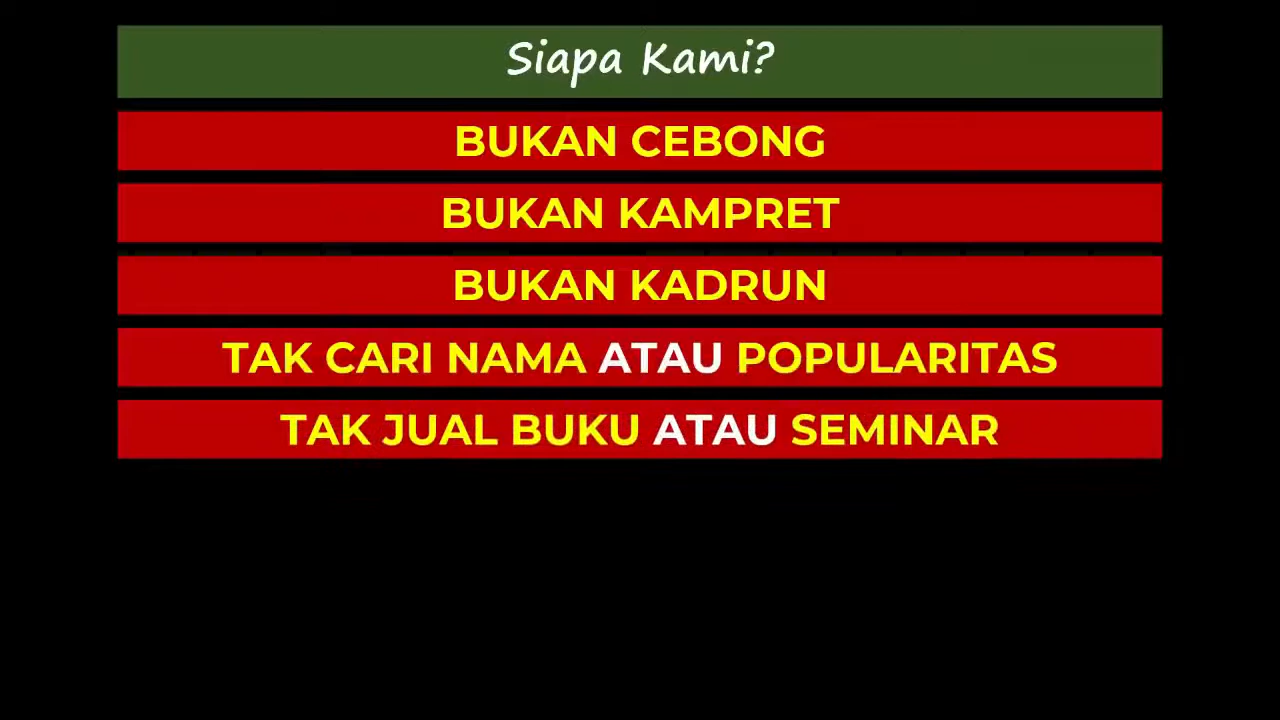 Siapa Kami?
BUKAN CEBONG
BUKAN KAMPRET
BUKAN KADRUN
TAK CARI NAMA ATAU POPULARITAS
TAK JUAL BUKU ATAU SEMINAR